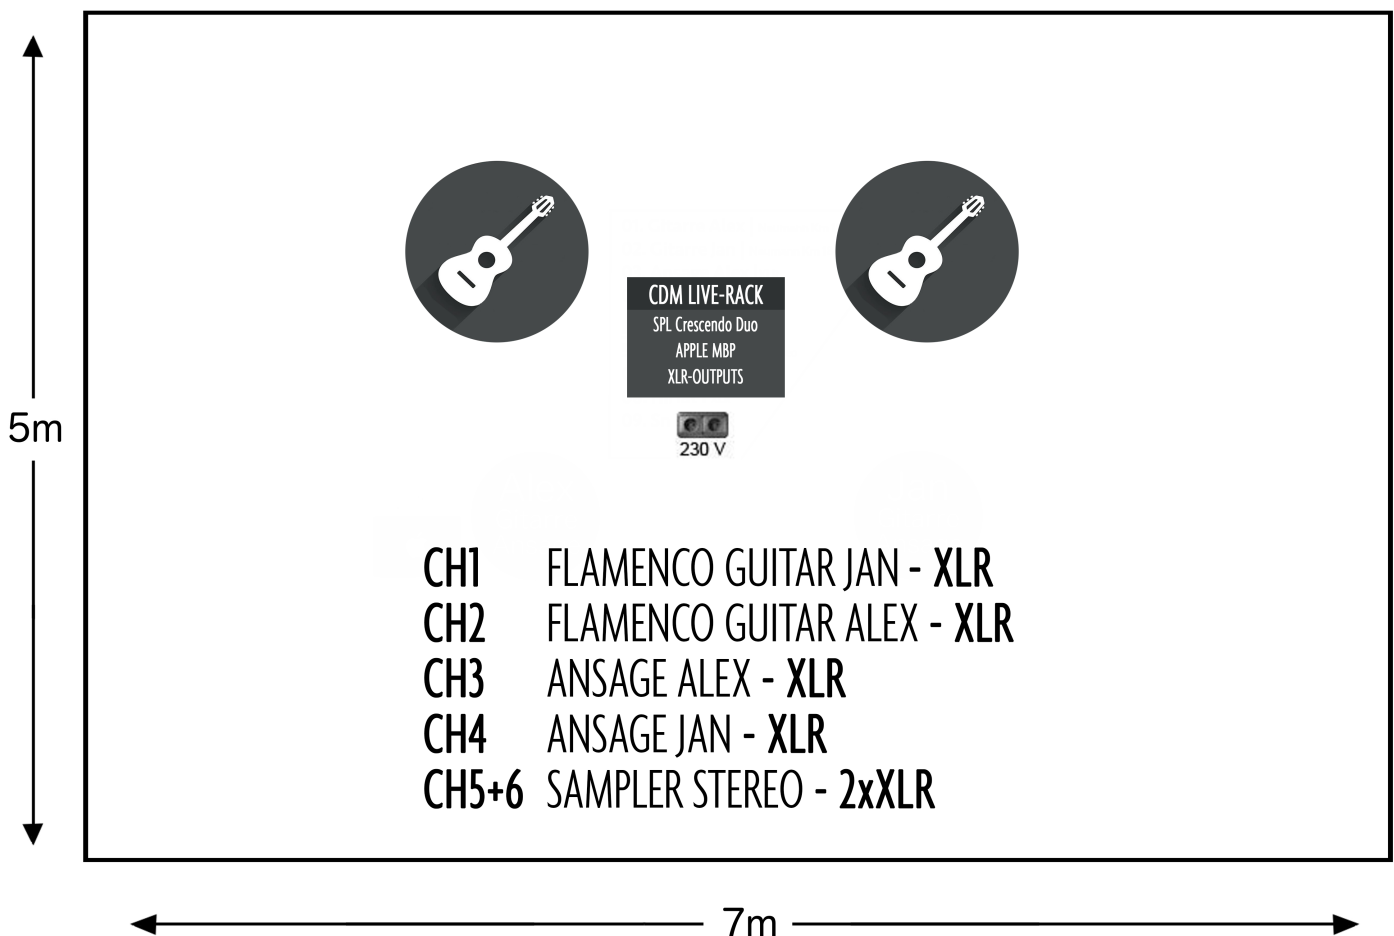 CDM LIVE-RACK
SPL Crescendo Duo
APPLE MBP
XLR-OUTPUTS
5m
230 V
CH1 FLAMENCO GUITAR JAN - XLR
CH2 FLAMENCO GUITAR ALEX - XLR
CH3 ANSAGE ALEX - XLR
CH4 ANSAGE JAN - XLR
CH5+6 SAMPLER STEREO - 2xXLR
7m